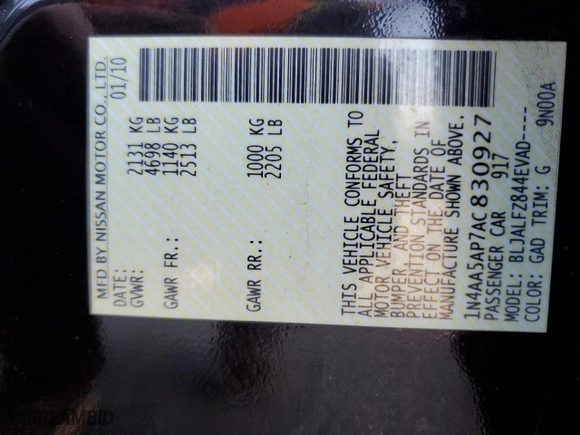 MFD BY NISSAN MOTOR CO., LTD.
DATE: 01/10
GVWR: 2131 KG
4698 LB
GAWR FR.: 1140 KG
2513 LB
GAWR RR.: 1000 KG
2205 LB
THIS VEHICLE CONFORMS TO
ALL APPLICABLE FEDERAL
MOTOR VEHICLE SAFETY,
BUMPER AND THEFT
PREVENTION STANDARDS IN
EFFECT ON THE DATE OF
MANUFACTURE SHOWN ABOVE.
1N4AA5AP7AC830927
PASSENGER CAR 917
MODEL: BLJALFZ844EVAD----
COLOR: GAD TRIM: G 9N00A